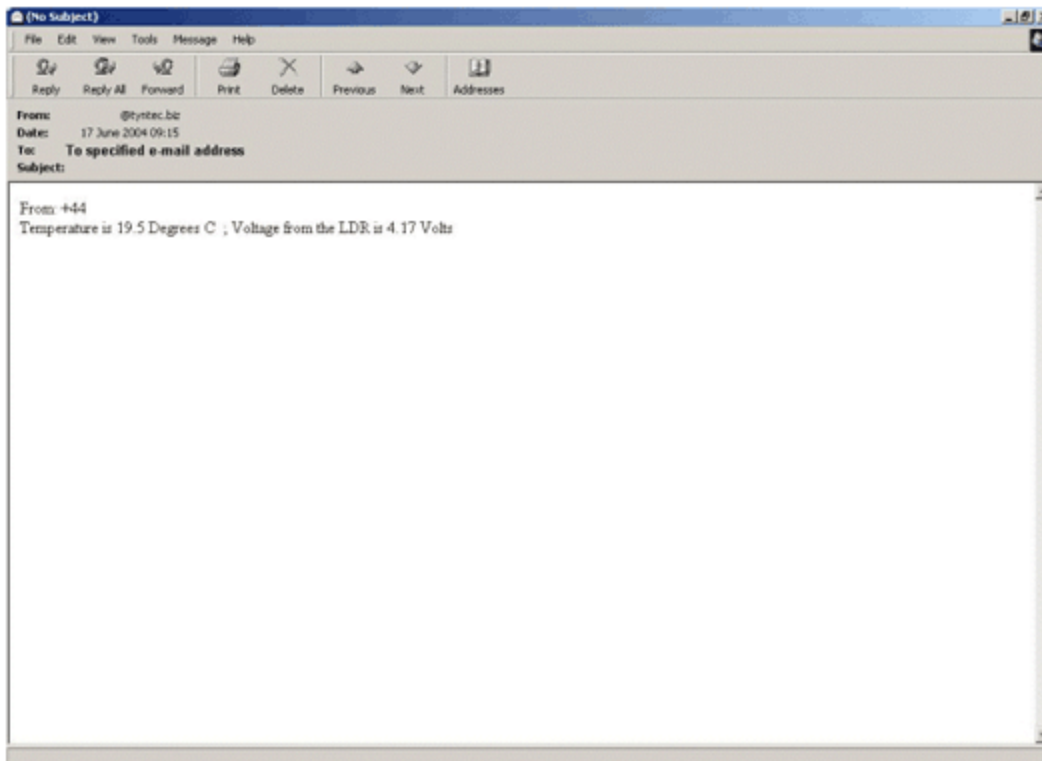 (No Subject)
File Edit View Tools Message Help
Reply Reply All Forward Print Delete Previous Next Addresses
From: @tyntec.biz
Date: 17 June 2004 09:15
To: To specified e-mail address
Subject:
From: +44
Temperature is 19.5 Degrees C ; Voltage from the LDR is 4.17 Volts